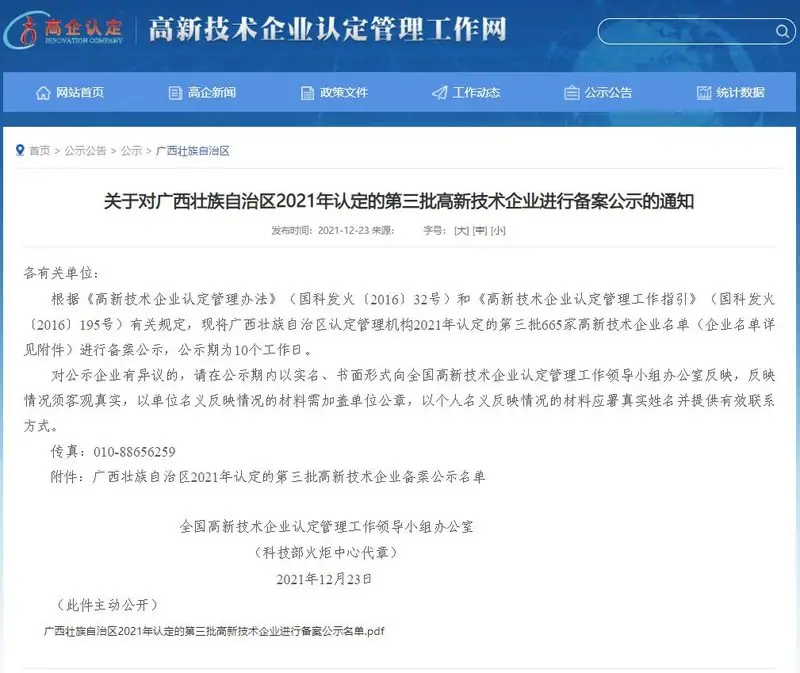 高企认定
INNOVATION COMPANY
高新技术企业认定管理工作网
网站首页 高企新闻 政策文件 工作动态 公示公告 统计数据
首页 > 公示公告 > 公示 > 广西壮族自治区
关于对广西壮族自治区2021年认定的第三批高新技术企业进行备案公示的通知
发布时间：2021-12-23 来源： 字号： [大] [中] [小]
各有关单位：
根据《高新技术企业认定管理办法》（国科发火〔2016〕32号）和《高新技术企业认定管理工作指引》（国科发火
〔2016〕195号）有关规定，现将广西壮族自治区认定管理机构2021年认定的第三批665家高新技术企业名单（企业名单详
见附件）进行备案公示，公示期为10个工作日。
对公示企业有异议的，请在公示期内以实名、书面形式向全国高新技术企业认定管理工作领导小组办公室反映，反映
情况须客观真实，以单位名义反映情况的材料需加盖单位公章，以个人名义反映情况的材料应署真实姓名并提供有效联系
方式。
传真：010-88656259
附件：广西壮族自治区2021年认定的第三批高新技术企业备案公示名单
全国高新技术企业认定管理工作领导小组办公室
（科技部火炬中心代章）
2021年12月23日
（此件主动公开）
广西壮族自治区2021年认定的第三批高新技术企业进行备案公示名单.pdf